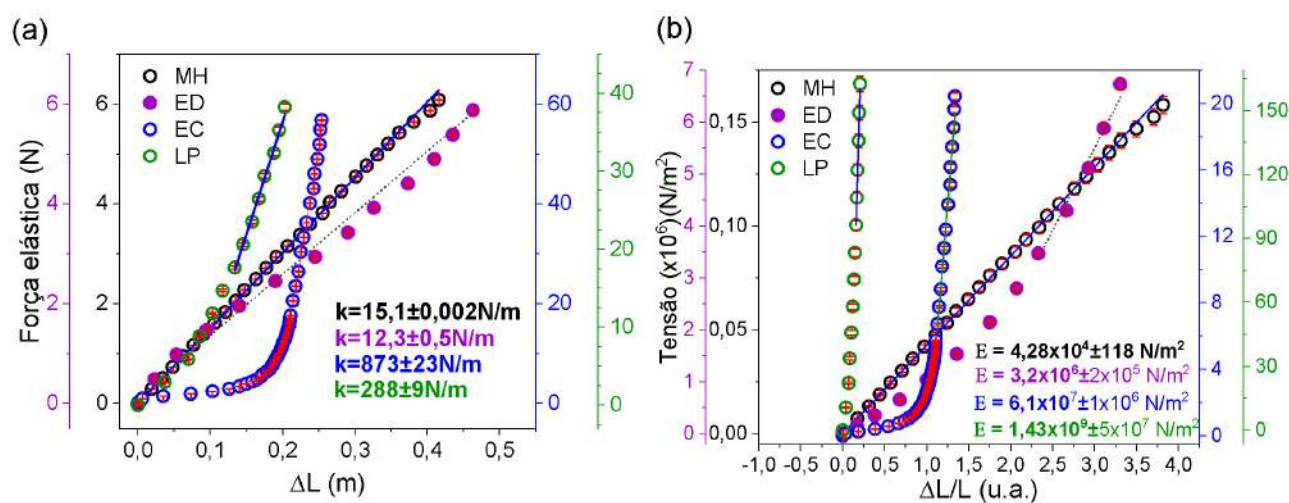 (a)
(b)
Força elástica (N)
0
2
4
6
0
2
4
6
MH
ED
EC
LP
k=15,1±0,002N/m
k=12,3±0,5N/m
k=873±23N/m
k=288±9N/m
0
20
40
60
0
10
20
30
40
0,0 0,1 0,2 0,3 0,4 0,5
ΔL (m)
Tensão (x10⁶)(N/m²)
0
1
2
3
4
5
6
7
0,00
0,05
0,10
0,15
MH
ED
EC
LP
E = 4,28x10⁴±118 N/m²
E = 3,2x10⁶±2x10⁵ N/m²
E = 6,1x10⁷±1x10⁶ N/m²
E = 1,43x10⁹±5x10⁷ N/m²
0
2
4
6
8
10
20
0
30
60
90
120
150
-1,0 -0,5 0,0 0,5 1,0 1,5 2,0 2,5 3,0 3,5 4,0
ΔL/L (u.a.)